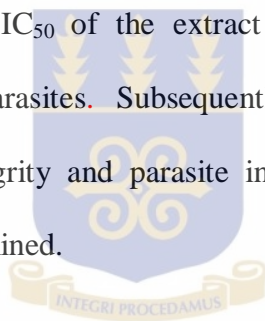 IC₅₀ of the extract
arasites. Subsequent
grity and parasite in
ined.
INTEGRI PROCEDAMUS